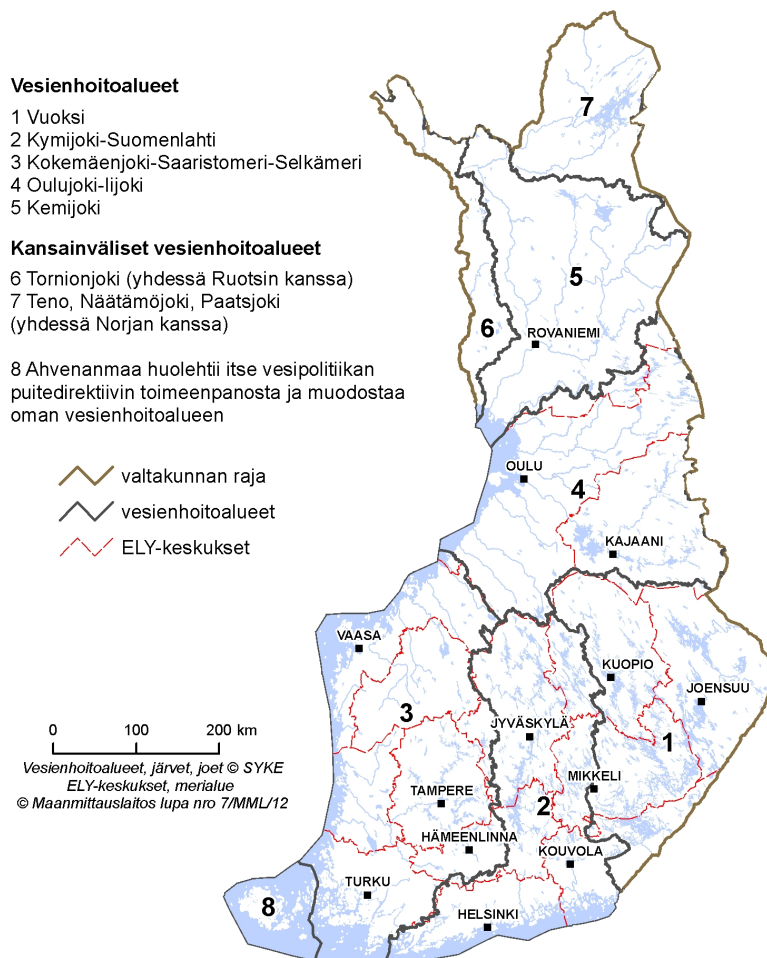 Vesienhoitoalueet
1 Vuoksi
2 Kymijoki-Suomenlahti
3 Kokemäenjoki-Saaristomeri-Selkämeri
4 Oulujoki-Iijoki
5 Kemijoki
Kansainväliset vesienhoitoalueet
6 Tornionjoki (yhdessä Ruotsin kanssa)
7 Teno, Näätämöjoki, Paatsjoki
(yhdessä Norjan kanssa)
8 Ahvenanmaa huolehtii itse vesipolitiikan
puitedirektiivin toimeenpanosta ja muodostaa
oman vesienhoitoalueen
valtakunnan raja
vesienhoitoalueet
ELY-keskukset
0 100 200 km
Vesienhoitoalueet, järvet, joet © SYKE
ELY-keskukset, merialue
© Maanmittauslaitos lupa nro 7/MML/12
7
5
6
ROVANIEMI
OULU
4
KAJAANI
VAASA
KUOPIO
JOENSUU
3
JYVÄSKYLÄ
1
MIKKELI
TAMPERE
2
HÄMEENLINNA
KOUVOLA
TURKU
8
HELSINKI